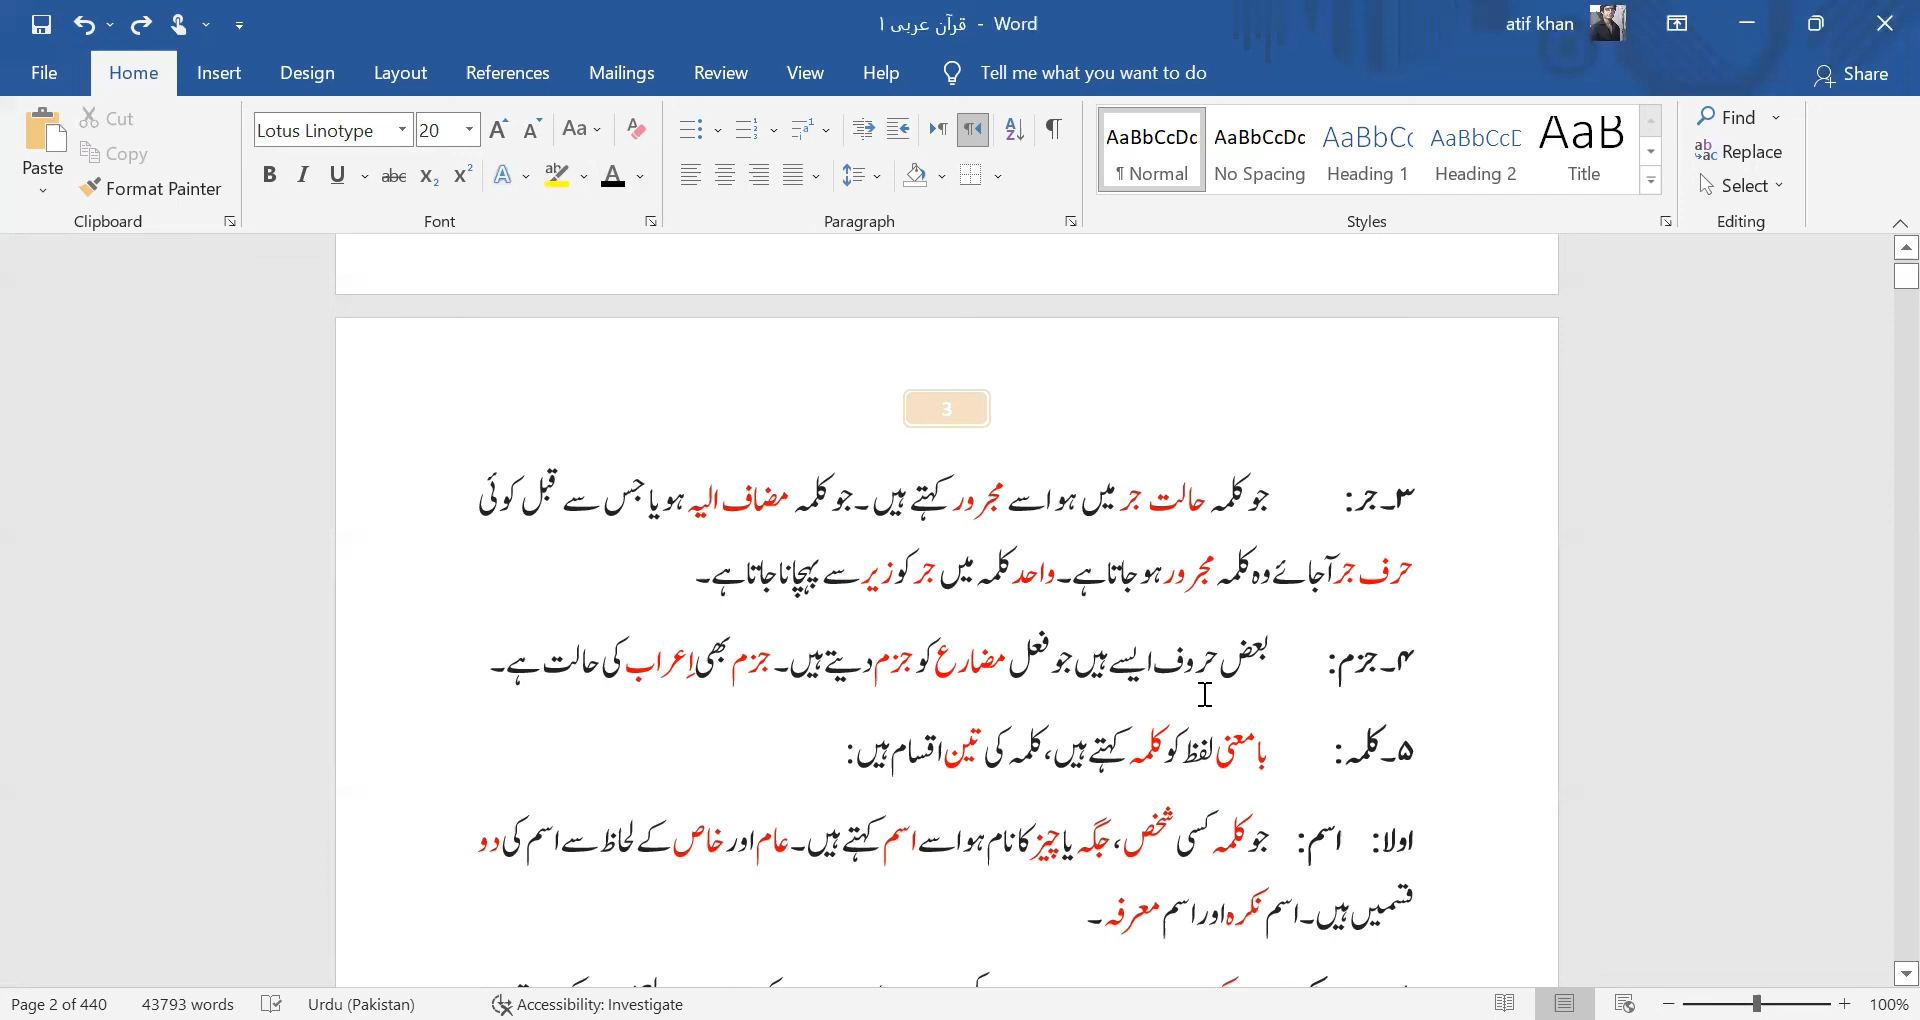 قرآن عربی ۱ - Word
atif khan
File Home Insert Design Layout References Mailings Review View Help Tell me what you want to do Share
Paste
Cut
Copy
Format Painter
Clipboard
Lotus Linotype 20
Font
Paragraph
AaBbCcDc AaBbCcDc AaBbCc AaBbCcD AaB
¶ Normal No Spacing Heading 1 Heading 2 Title
Styles
Find
Replace
Select
Editing
3
۳۔جر: جو کلمہ حالت جر میں ہو اسے مجرور کہتے ہیں۔جو کلمہ مضاف الیہ ہو یا جس سے قبل کوئی
حرف جر آجائے وہ کلمہ مجرور ہو جاتا ہے۔واحد کلمہ میں جر کو زیر سے پہچانا جاتا ہے۔
۴۔جزم: بعض حروف ایسے ہیں جو فعل مضارع کو جزم دیتے ہیں۔جزم بھی اِعراب کی حالت ہے۔
۵۔کلمہ: بامعنی لفظ کو کلمہ کہتے ہیں،کلمہ کی تین اقسام ہیں:
اولا: اسم: جو کلمہ کسی شخص، جگہ یا چیز کا نام ہو اسے اسم کہتے ہیں۔عام اور خاص کے لحاظ سے اسم کی دو
قسمیں ہیں۔اسم نکرہ اور اسم معرفہ۔
Page 2 of 440 43793 words Urdu (Pakistan) Accessibility: Investigate 100%